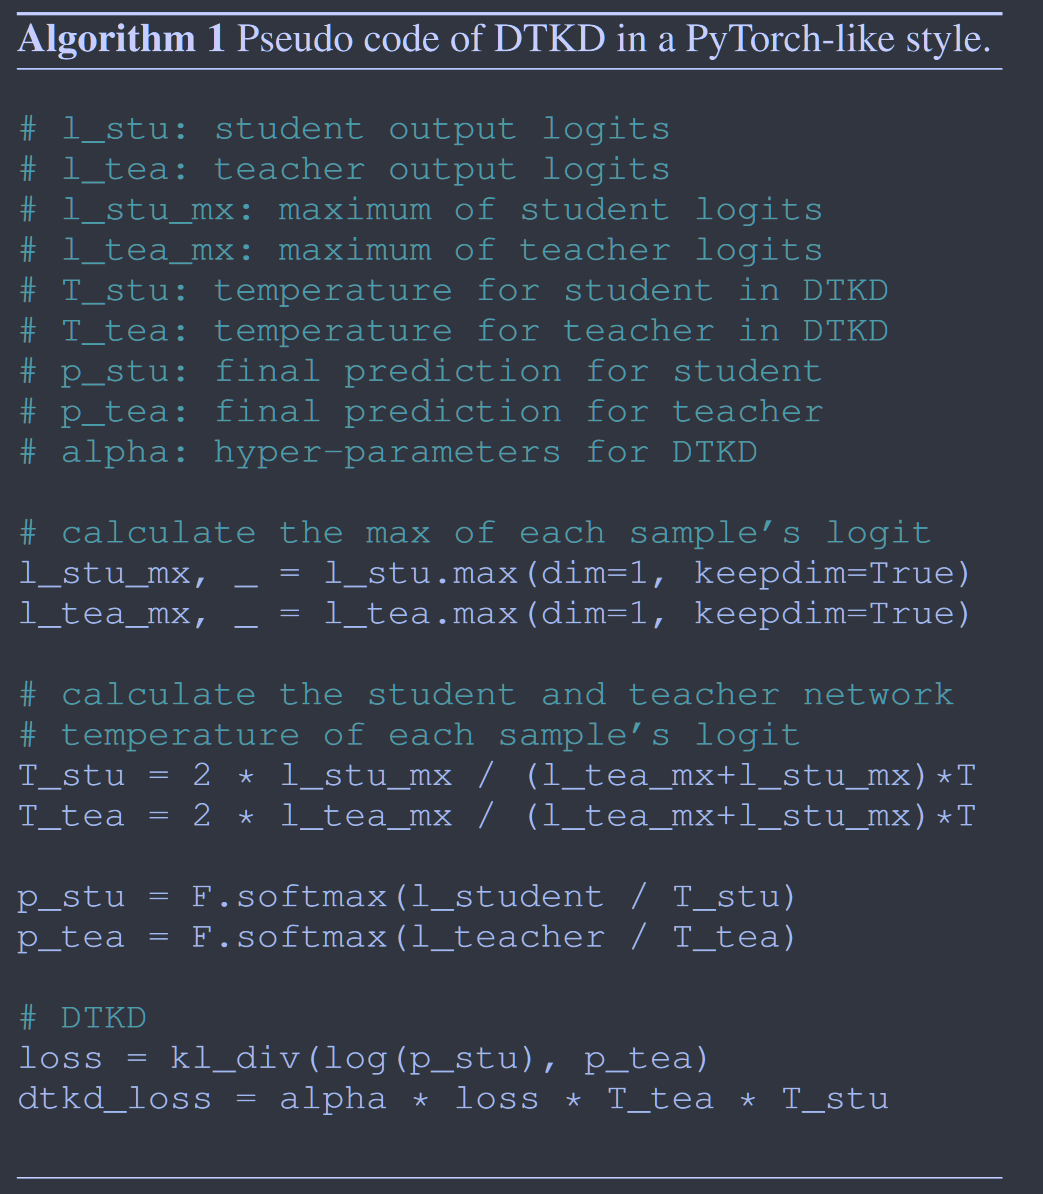 Algorithm 1 Pseudo code of DTKD in a PyTorch-like style.
# l_stu: student output logits
# l_tea: teacher output logits
# l_stu_mx: maximum of student logits
# l_tea_mx: maximum of teacher logits
# T_stu: temperature for student in DTKD
# T_tea: temperature for teacher in DTKD
# p_stu: final prediction for student
# p_tea: final prediction for teacher
# alpha: hyper-parameters for DTKD
# calculate the max of each sample’s logit
l_stu_mx, _ = l_stu.max(dim=1, keepdim=True)
l_tea_mx, _ = l_tea.max(dim=1, keepdim=True)
# calculate the student and teacher network
# temperature of each sample’s logit
T_stu = 2 * l_stu_mx / (l_tea_mx+l_stu_mx)*T
T_tea = 2 * l_tea_mx / (l_tea_mx+l_stu_mx)*T
p_stu = F.softmax(l_student / T_stu)
p_tea = F.softmax(l_teacher / T_tea)
# DTKD
loss = kl_div(log(p_stu), p_tea)
dtkd_loss = alpha * loss * T_tea * T_stu